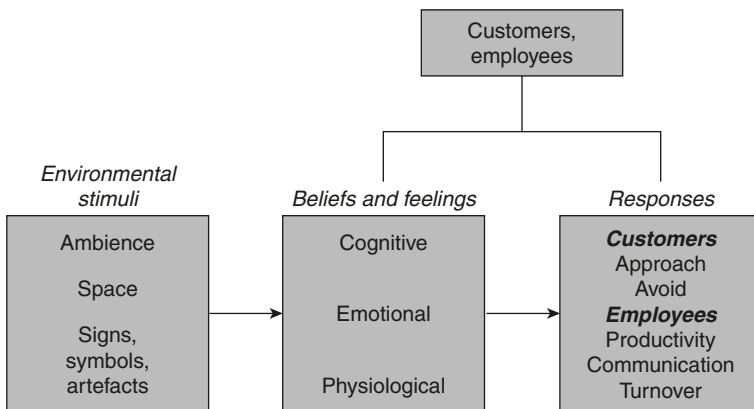 Customers,
employees
Environmental
stimuli
Ambience
Space
Signs,
symbols,
artefacts
Beliefs and feelings
Cognitive
Emotional
Physiological
Responses
Customers
Approach
Avoid
Employees
Productivity
Communication
Turnover